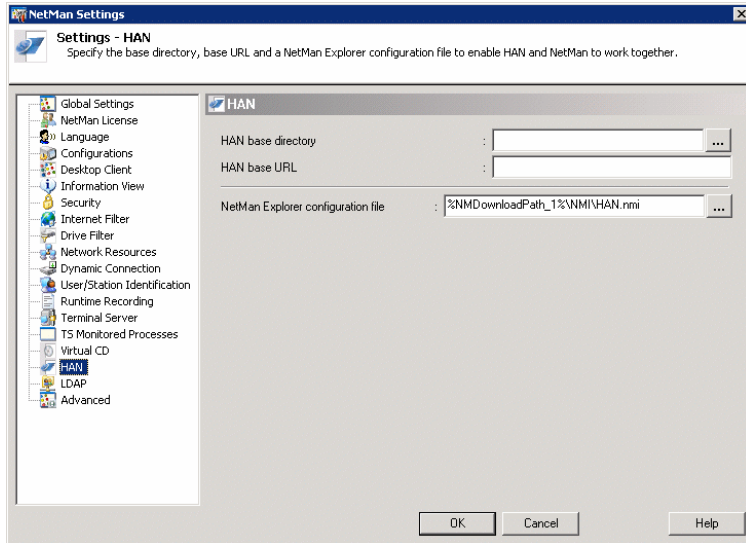 NetMan Settings
Settings - HAN
Specify the base directory, base URL and a NetMan Explorer configuration file to enable HAN and NetMan to work together.
Global Settings
NetMan License
Language
Configurations
Desktop Client
Information View
Security
Internet Filter
Drive Filter
Network Resources
Dynamic Connection
User/Station Identification
Runtime Recording
Terminal Server
TS Monitored Processes
Virtual CD
HAN
LDAP
Advanced
HAN
HAN base directory : ...
HAN base URL :
NetMan Explorer configuration file : %NMDownloadPath_1%\NMI\HAN.nmi ...
OK Cancel Help